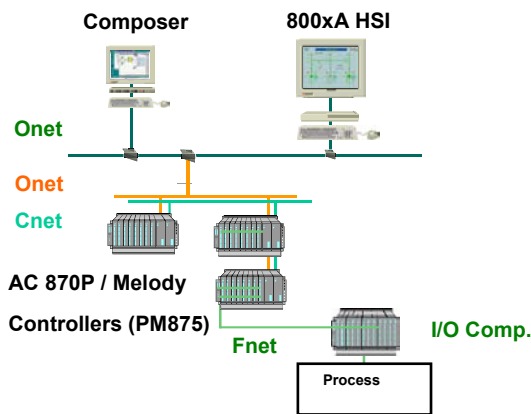 Composer
800xA HSI
Onet
Onet
Cnet
AC 870P / Melody
Controllers (PM875)
Fnet
I/O Comp.
Process